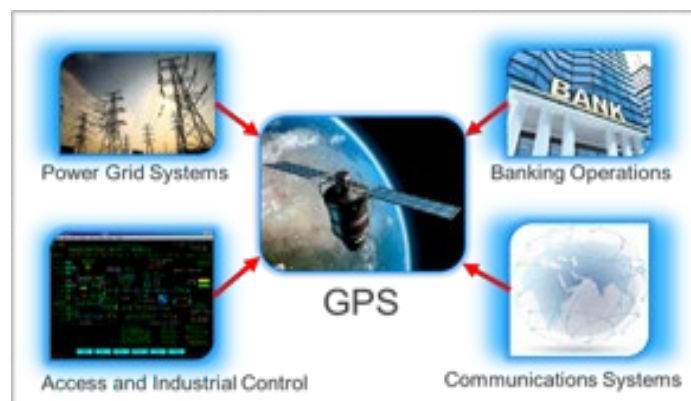 BANK
Power Grid Systems
Banking Operations
GPS
Access and Industrial Control
Communications Systems